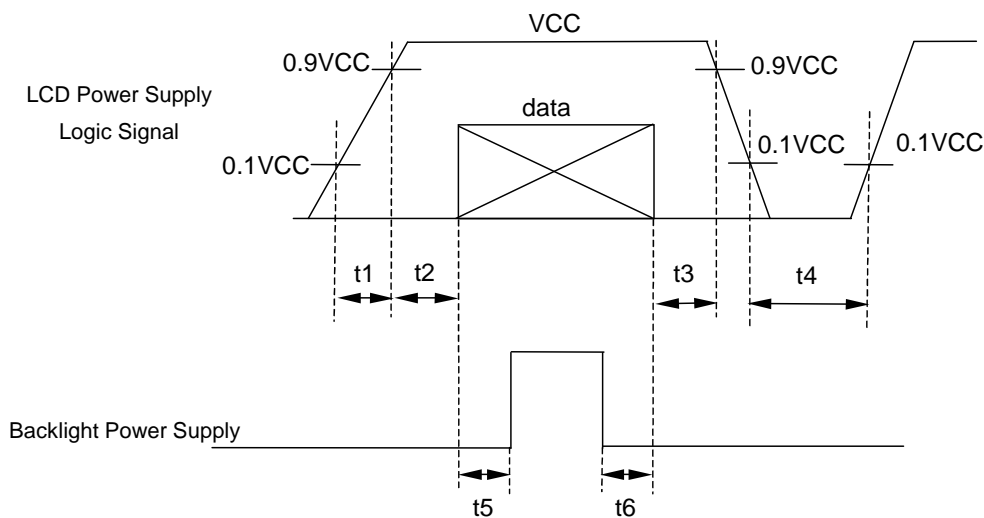 VCC
0.9VCC
0.9VCC
LCD Power Supply
Logic Signal
data
0.1VCC
0.1VCC
0.1VCC
t1
t2
t3
t4
Backlight Power Supply
t5
t6